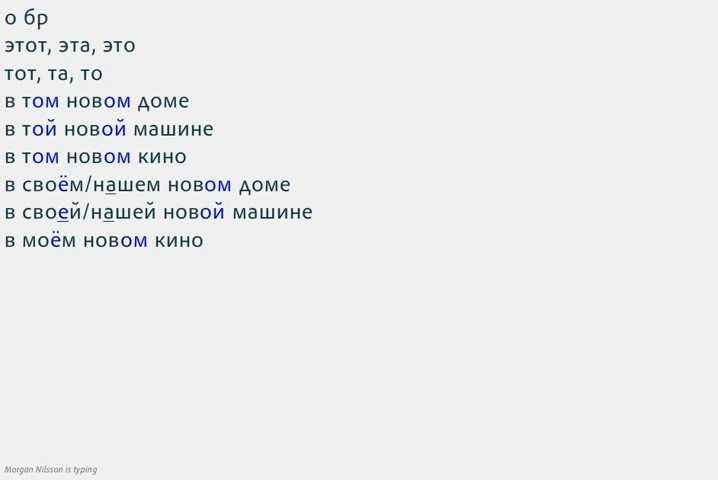 о бр
этот, эта, это
тот, та, то
в том новом доме
в той новой машине
в том новом кино
в своём/нашем новом доме
в своей/нашей новой машине
в моём новом кино
Morgan Nilsson is typing